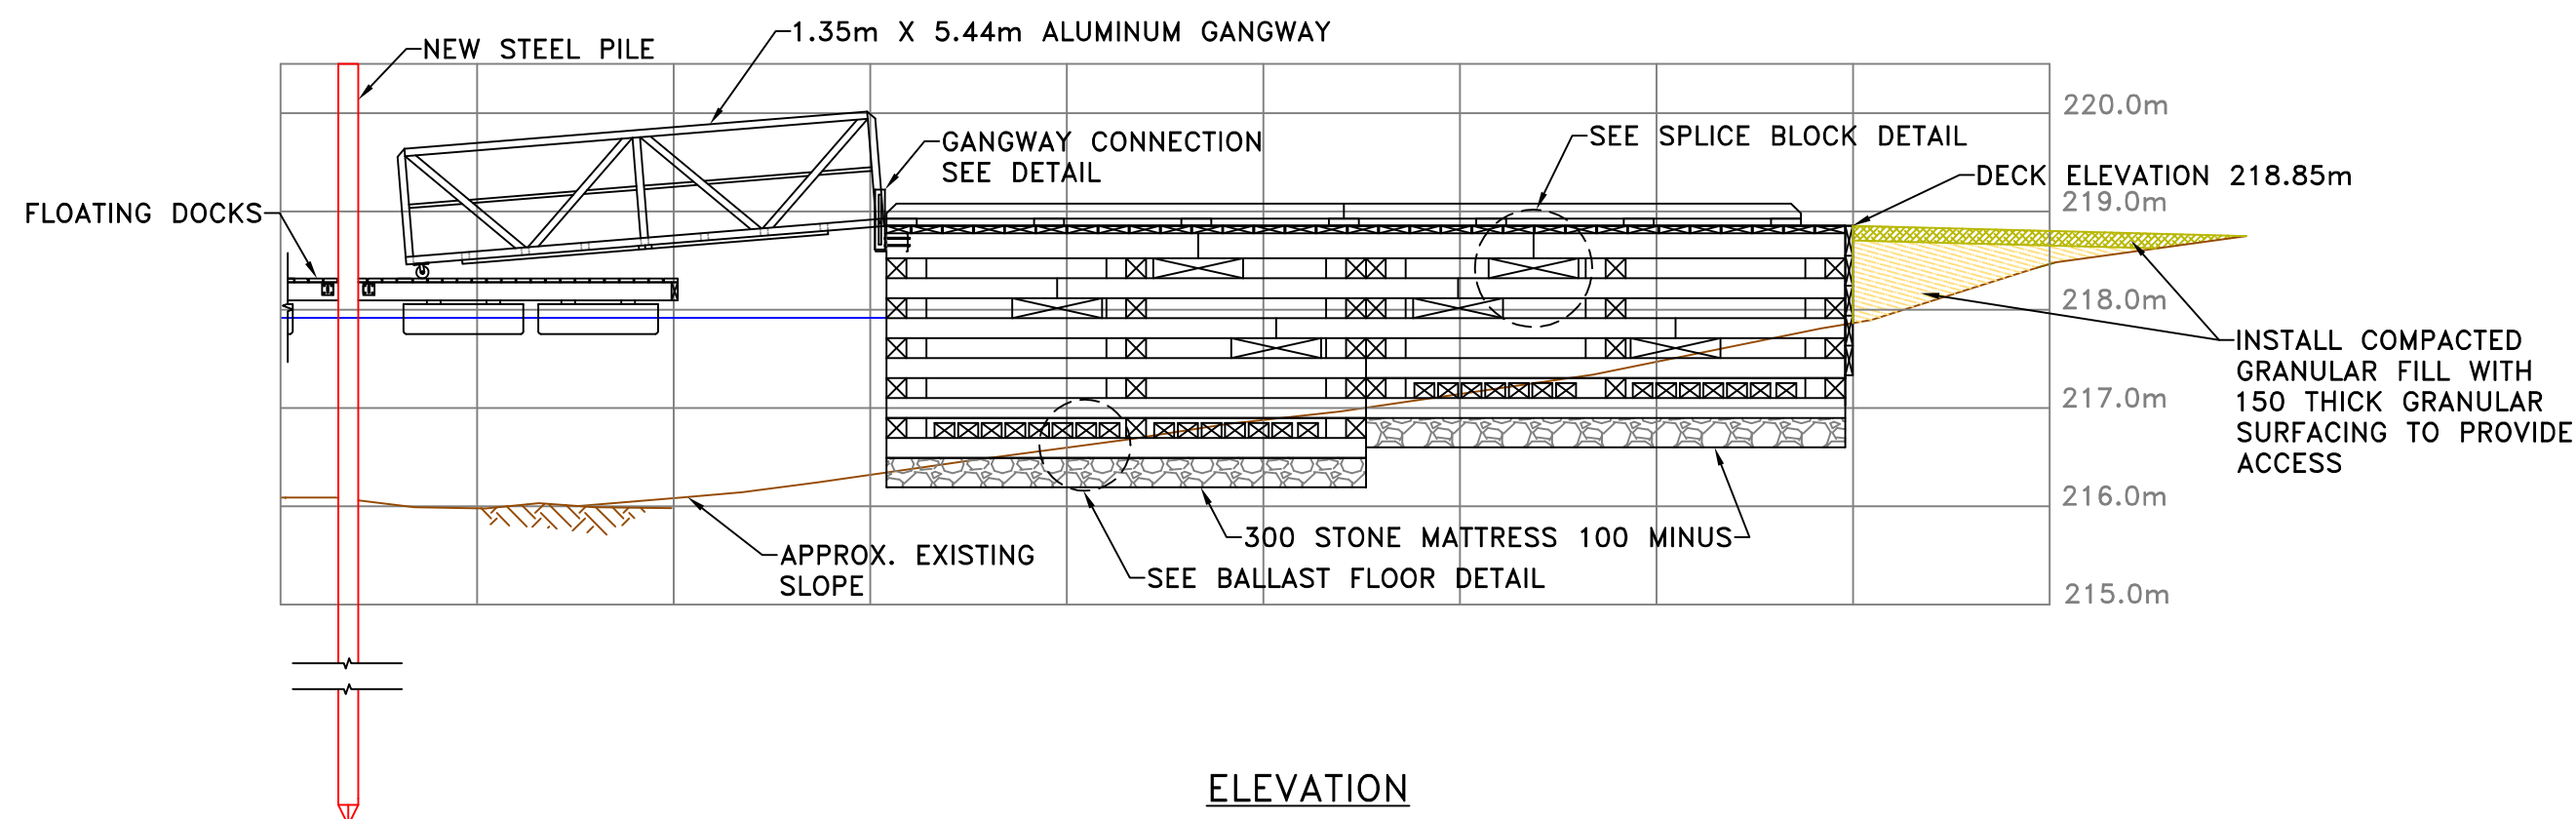 1.35m X 5.44m ALUMINUM GANGWAY
NEW STEEL PILE
220.0m
GANGWAY CONNECTION
SEE DETAIL
SEE SPLICE BLOCK DETAIL
DECK ELEVATION 218.85m
219.0m
FLOATING DOCKS
218.0m
INSTALL COMPACTED
GRANULAR FILL WITH
150 THICK GRANULAR
SURFACING TO PROVIDE
ACCESS
217.0m
216.0m
300 STONE MATTRESS 100 MINUS
APPROX. EXISTING
SLOPE
SEE BALLAST FLOOR DETAIL
215.0m
ELEVATION